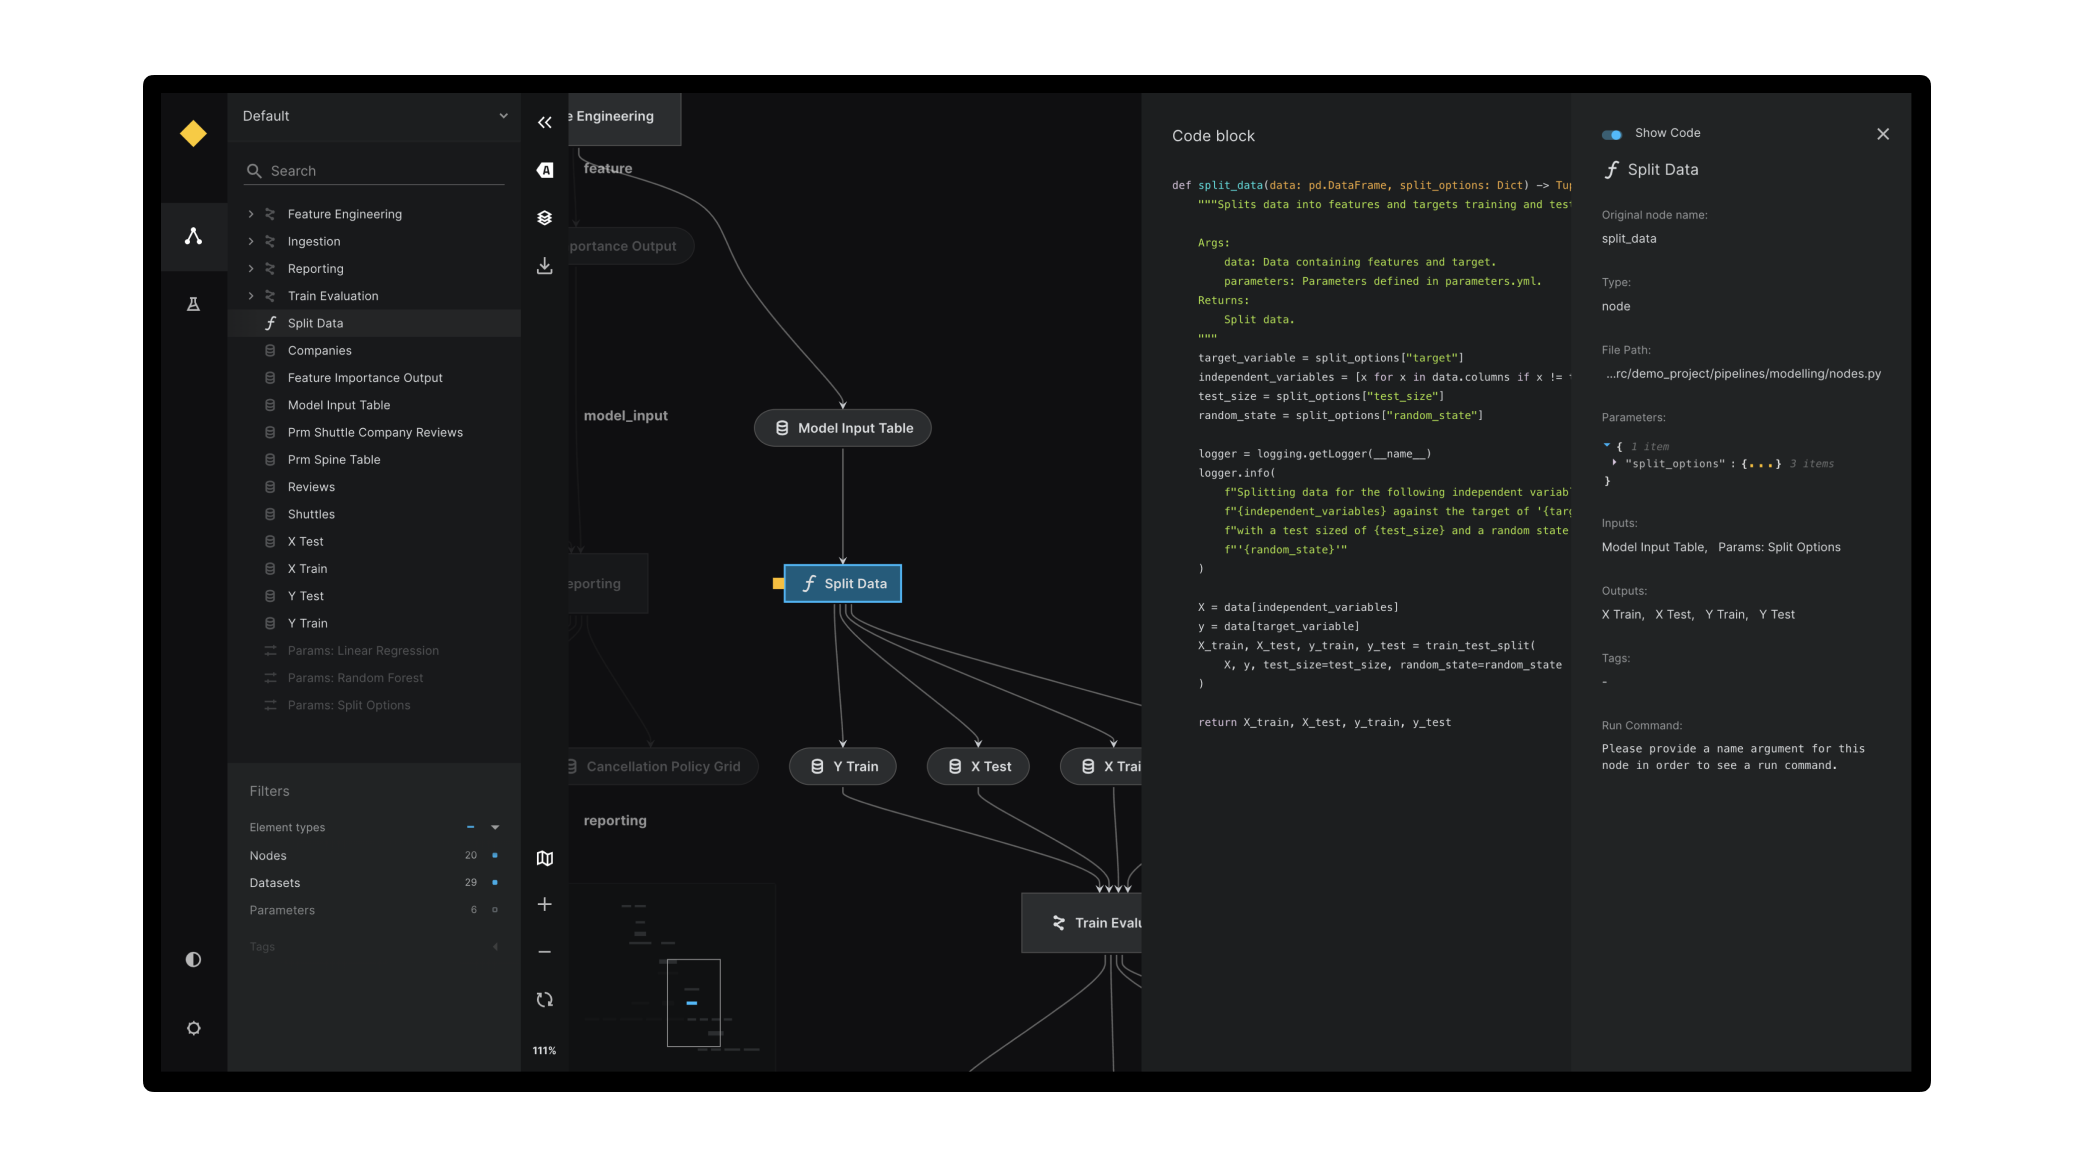 Default
Search
Feature Engineering
Ingestion
Reporting
Train Evaluation
Split Data
Companies
Feature Importance Output
Model Input Table
Prm Shuttle Company Reviews
Prm Spine Table
Reviews
Shuttles
X Test
X Train
Y Test
Y Train
Params: Linear Regression
Params: Random Forest
Params: Split Options
Filters
Element types
Nodes 20
Datasets 29
Parameters 6
Tags
A
111%
e Engineering
feature
portance Output
model_input
Model Input Table
eporting
Split Data
Cancellation Policy Grid
Y Train
X Test
X Trai
reporting
Train Evalu
Code block
def split_data(data: pd.DataFrame, split_options: Dict) -> Tup
"""Splits data into features and targets training and test
Args:
data: Data containing features and target.
parameters: Parameters defined in parameters.yml.
Returns:
Split data.
"""
target_variable = split_options["target"]
independent_variables = [x for x in data.columns if x !=
test_size = split_options["test_size"]
random_state = split_options["random_state"]
logger = logging.getLogger(__name__)
logger.info(
f"Splitting data for the following independent variabl
f"{independent_variables} against the target of '{targ
f"with a test sized of {test_size} and a random state
f"'{random_state}'"
)
X = data[independent_variables]
y = data[target_variable]
X_train, X_test, y_train, y_test = train_test_split(
X, y, test_size=test_size, random_state=random_state
)
return X_train, X_test, y_train, y_test
Show Code
Split Data
Original node name:
split_data
Type:
node
File Path:
...rc/demo_project/pipelines/modelling/nodes.py
Parameters:
{ 1 item
"split_options" : {...} 3 items
}
Inputs:
Model Input Table, Params: Split Options
Outputs:
X Train, X Test, Y Train, Y Test
Tags:
-
Run Command:
Please provide a name argument for this
node in order to see a run command.